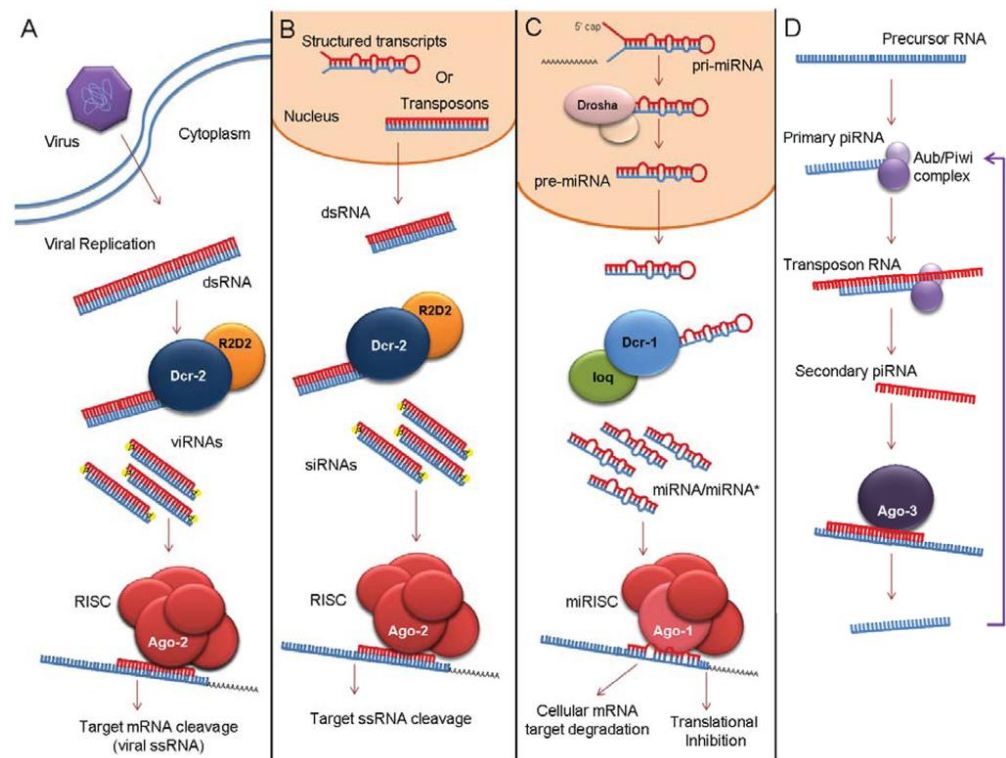 A
Virus
Cytoplasm
Viral Replication
dsRNA
R2D2
Dcr-2
viRNAs
RISC
Ago-2
Target mRNA cleavage
(viral ssRNA)
B
Structured transcripts
Or
Transposons
Nucleus
dsRNA
R2D2
Dcr-2
siRNAs
RISC
Ago-2
Target ssRNA cleavage
C
5' cap
pri-miRNA
Drosha
pre-miRNA
Dcr-1
loq
miRNA/miRNA*
miRISC
Ago-1
Cellular mRNA
target degradation
Translational
Inhibition
D
Precursor RNA
Primary piRNA
Aub/Piwi
complex
Transposon RNA
Secondary piRNA
Ago-3